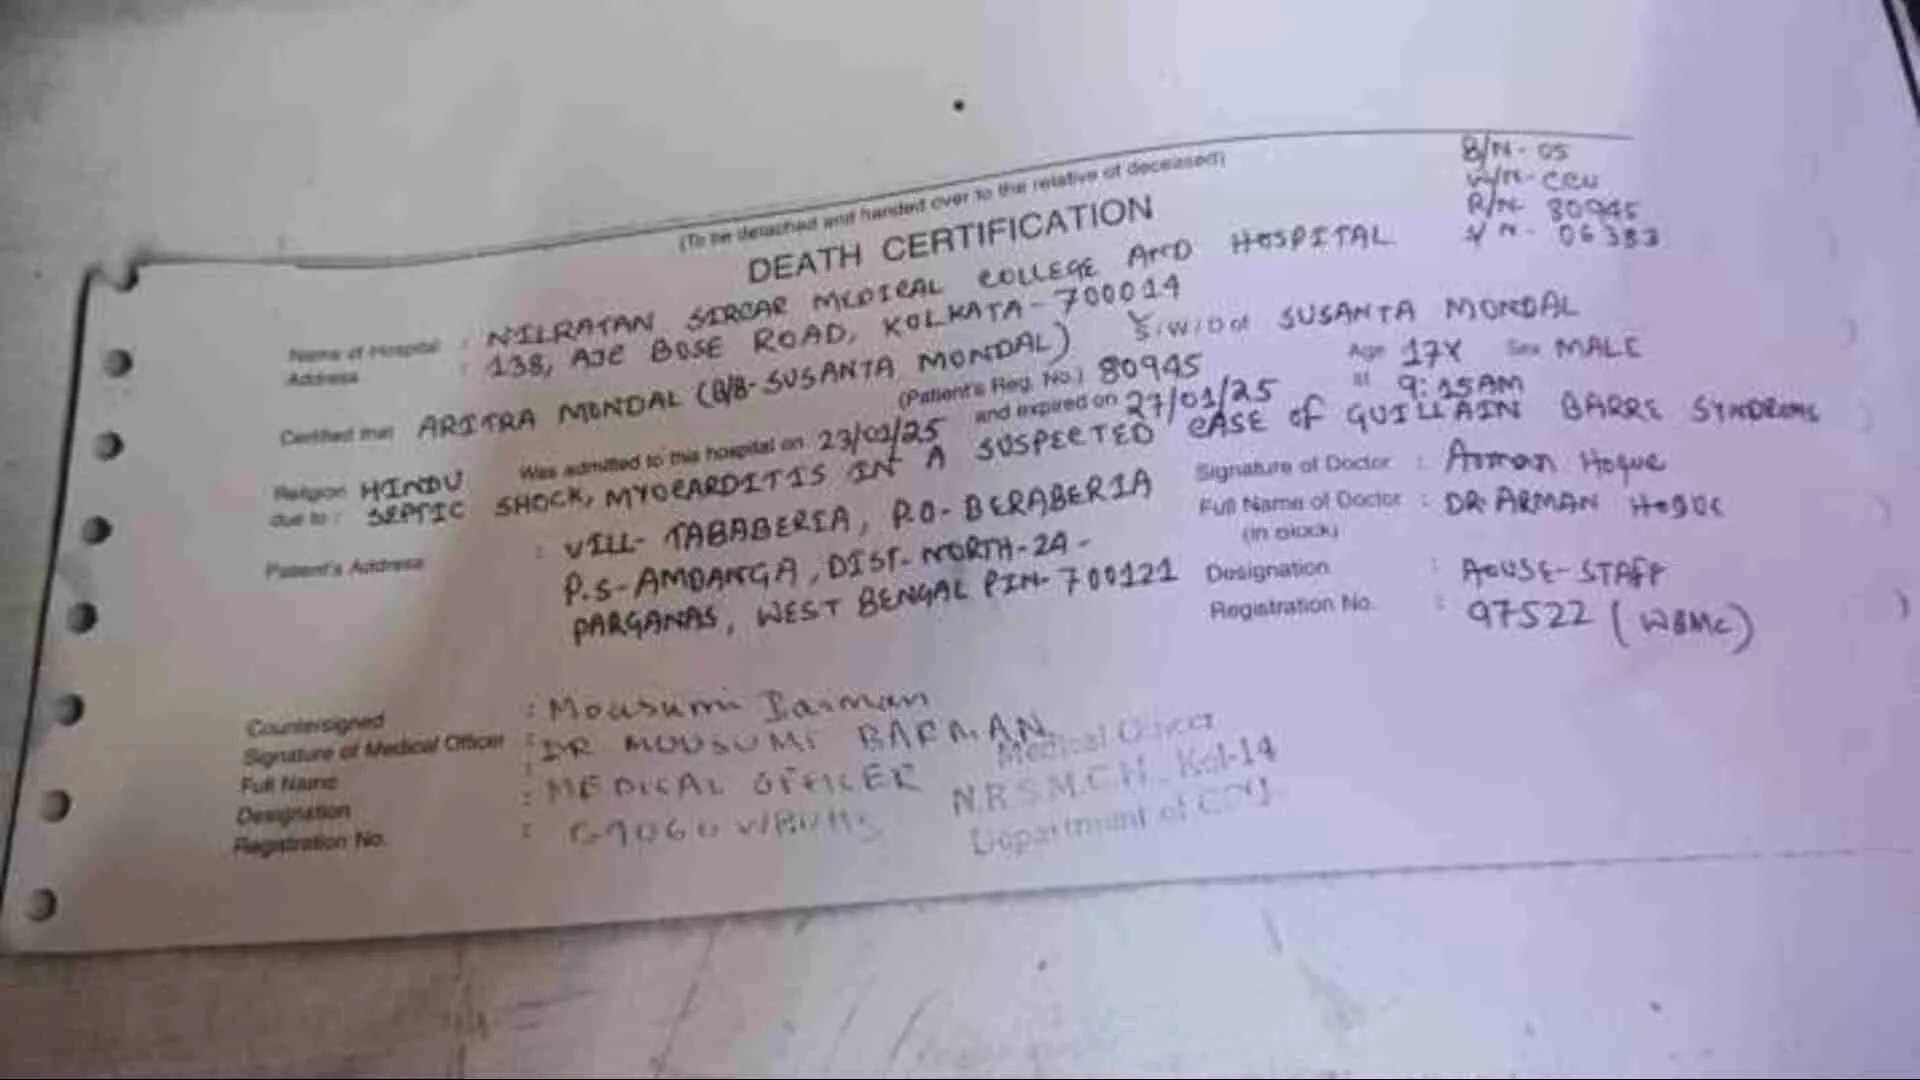 (To be detached and handed over to the relative of deceased)
DEATH CERTIFICATION
B/N - 05
W/N - CCU
R/N - 80945
06383
Name of Hospital : NILRATAN SIRCAR MEDICAL COLLEGE AND HOSPITAL
Address : 138, AJC BOSE ROAD, KOLKATA - 700014
Certified that ARITRA MONDAL (B/B - SUSANTA MONDAL) S/W/D of SUSANTA MONDAL
(Patient's Reg. No.) 80945 Age 17Y Sex MALE
Religion HINDU Was admitted to this hospital on 23/01/25 and expired on 27/01/25 at 9:15AM
due to : SEPTIC SHOCK, MYOCARDITIS IN A SUSPECTED CASE OF GUILLAIN BARRE SYNDROME
Patient's Address : VILL- TABABERIA, P.O- BERABERIA
P.S- AMDANGA, DIST- NORTH-24-
PARGANAS, WEST BENGAL PIN- 700121
Signature of Doctor : Arman Hoque
Full Name of Doctor : DR. ARMAN HOQUE
(in block)
Designation : HOUSE-STAFF
Registration No. : 97522 (WBMC)
Countersigned
Signature of Medical Officer : Mousumi Barman
Full Name : DR. MOUSUMI BARMAN
Designation : MEDICAL OFFICER
Registration No. :
Medical Officer
N.R.S.M.C.H., Kol-14
Department of CCU